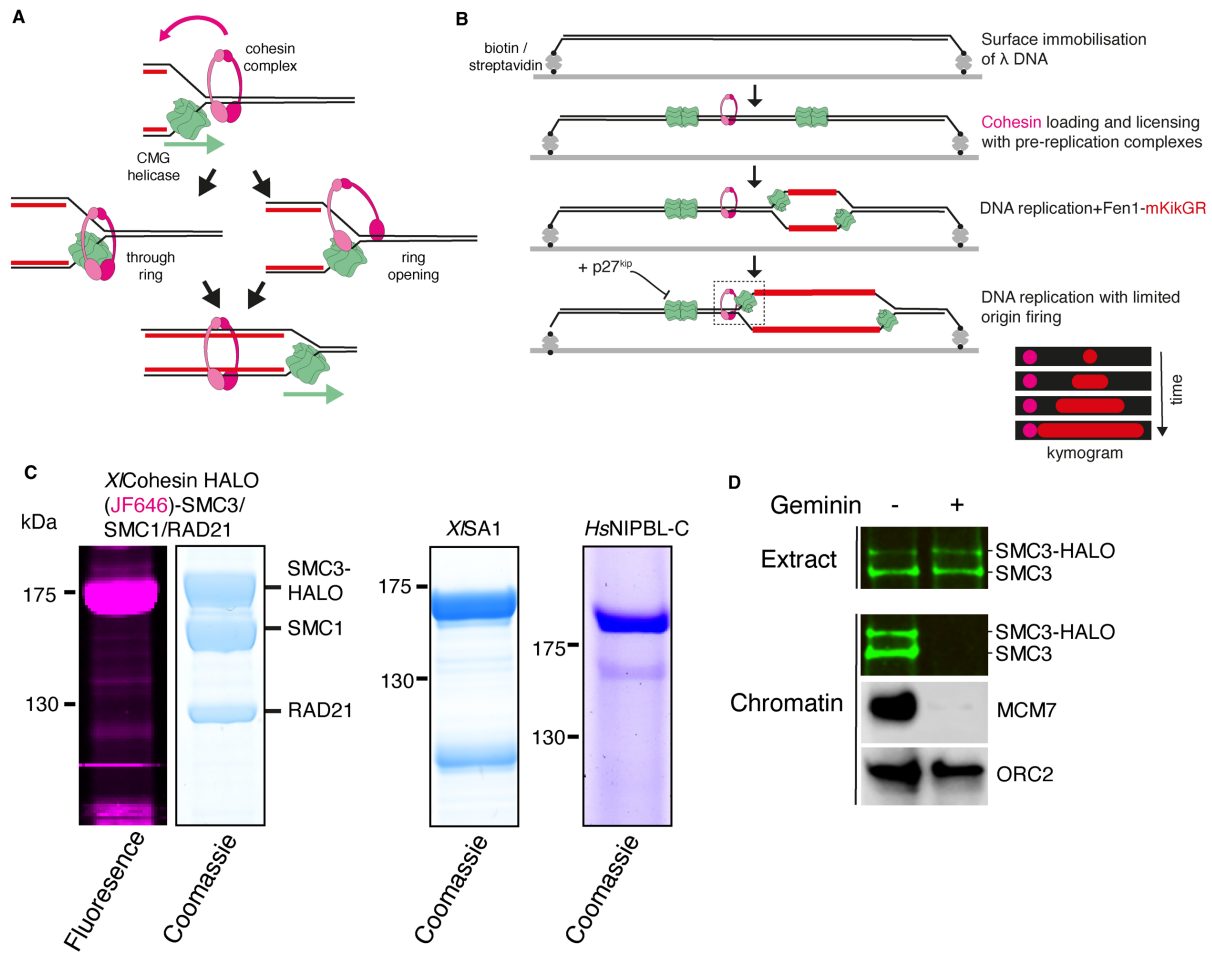 A
cohesin
complex
CMG
helicase
through
ring
ring
opening
B
biotin /
streptavidin
Surface immobilisation
of λ DNA
Cohesin loading and licensing
with pre-replication complexes
DNA replication+Fen1-mKikGR
+ p27kip
DNA replication with limited
origin firing
time
kymogram
C
XlCohesin HALO
(JF646)-SMC3/
SMC1/RAD21
kDa
175
130
SMC3-
HALO
SMC1
RAD21
Fluoresence
Coomassie
XlSA1
175
130
Coomassie
HsNIPBL-C
175
130
Coomassie
D
Geminin - +
Extract
SMC3-HALO
SMC3
Chromatin
SMC3-HALO
SMC3
MCM7
ORC2